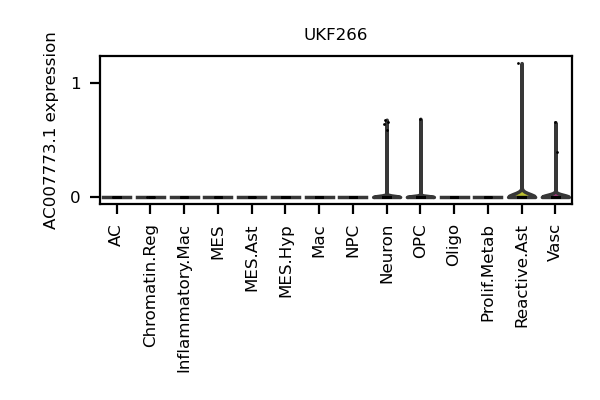 UKF266
AC007773.1 expression
1
0
AC
Chromatin.Reg
Inflammatory.Mac
MES
MES.Ast
MES.Hyp
Mac
NPC
Neuron
OPC
Oligo
Prolif.Metab
Reactive.Ast
Vasc